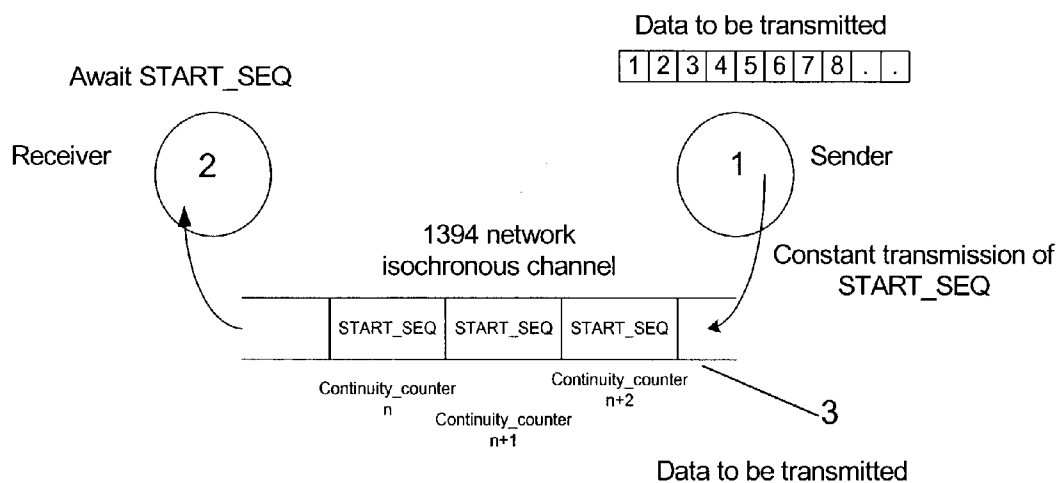 Data to be transmitted
1 2 3 4 5 6 7 8 . .
Await START_SEQ
Receiver
2
1
Sender
1394 network
isochronous channel
Constant transmission of
START_SEQ
START_SEQ START_SEQ START_SEQ
Continuity_counter
n
Continuity_counter
n+1
Continuity_counter
n+2
3
Data to be transmitted